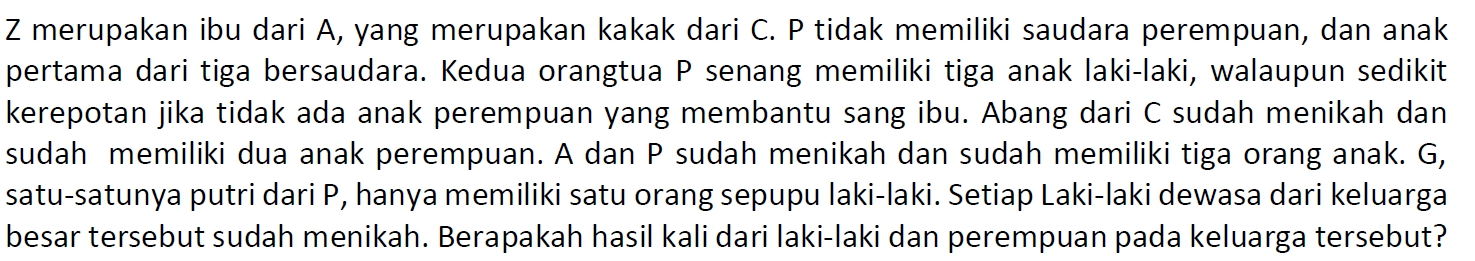 Z merupakan ibu dari A, yang merupakan kakak dari C. P tidak memiliki saudara perempuan, dan anak
pertama dari tiga bersaudara. Kedua orangtua P senang memiliki tiga anak laki-laki, walaupun sedikit
kerepotan jika tidak ada anak perempuan yang membantu sang ibu. Abang dari C sudah menikah dan
sudah memiliki dua anak perempuan. A dan P sudah menikah dan sudah memiliki tiga orang anak. G,
satu-satunya putri dari P, hanya memiliki satu orang sepupu laki-laki. Setiap Laki-laki dewasa dari keluarga
besar tersebut sudah menikah. Berapakah hasil kali dari laki-laki dan perempuan pada keluarga tersebut?